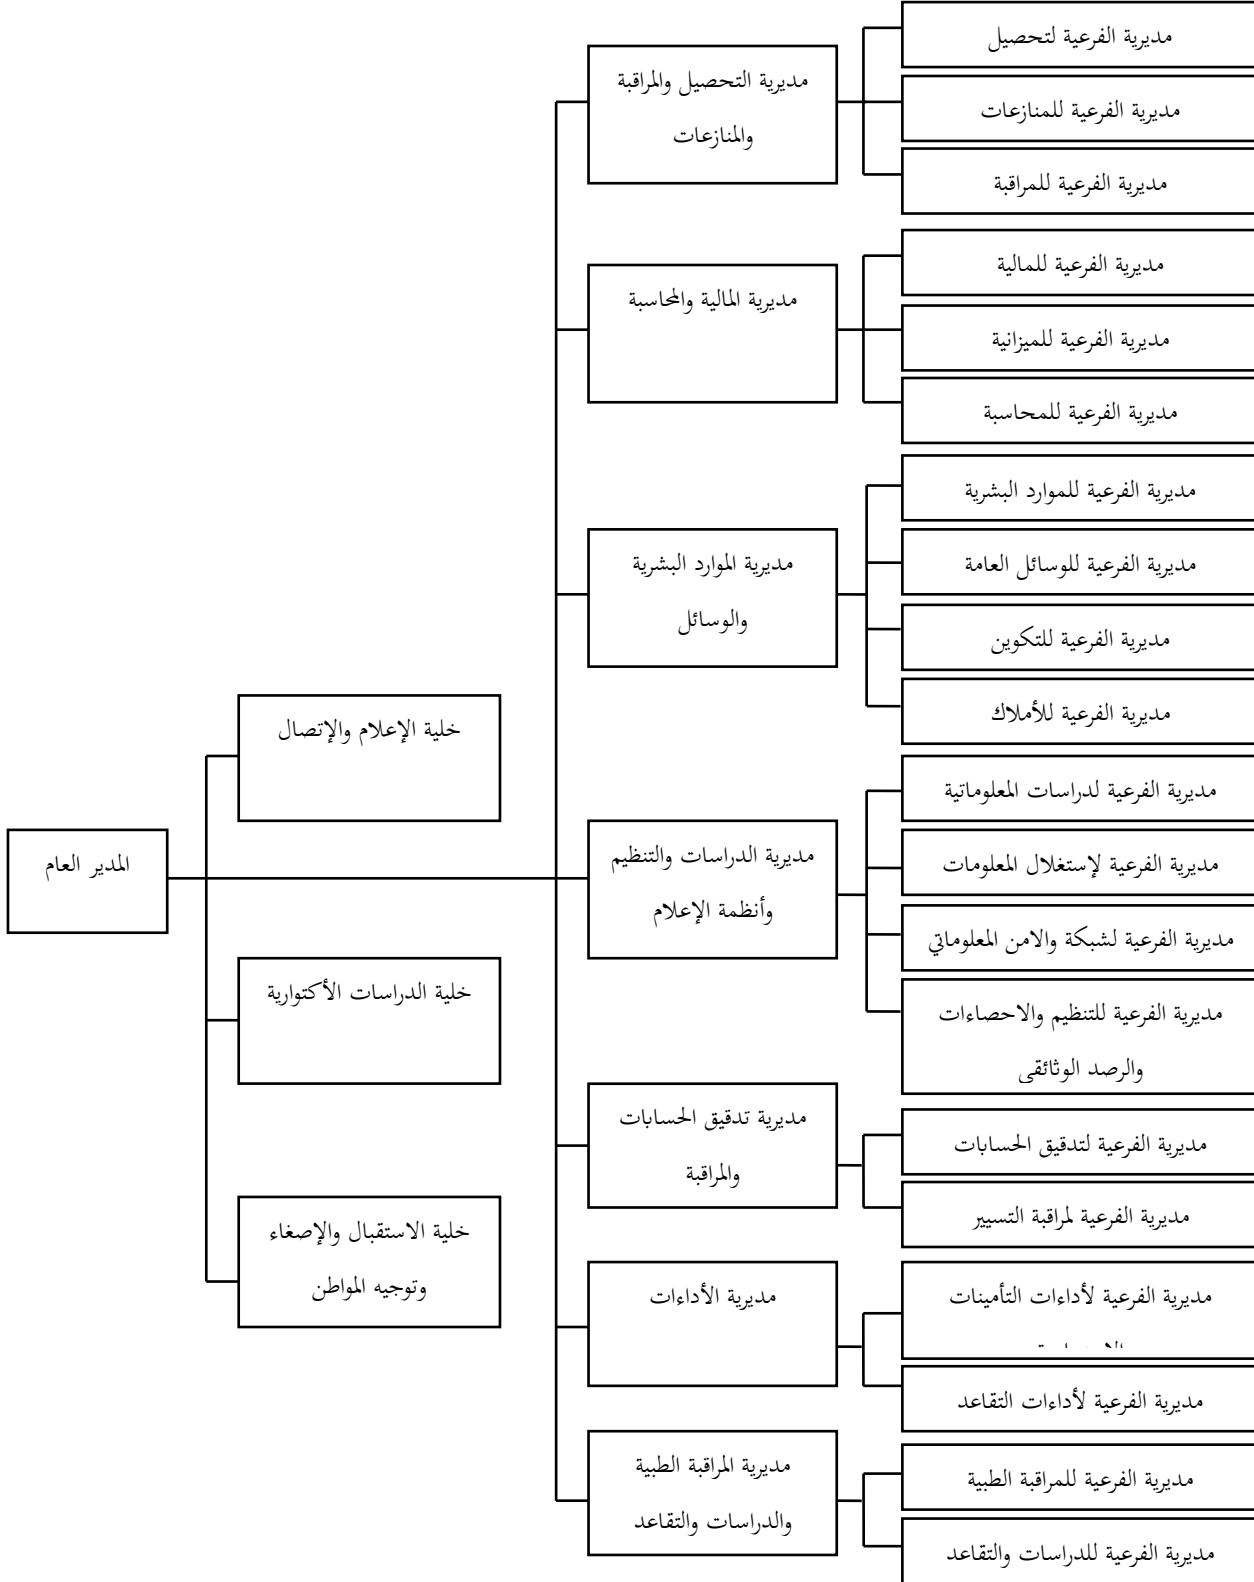 مديرية الفرعية لتحصيل
مديرية التحصيل والمراقبة
والمنازعات
مديرية الفرعية للمنازعات
مديرية الفرعية للمراقبة
مديرية الفرعية للمالية
مديرية المالية والمحاسبة
مديرية الفرعية للميزانية
مديرية الفرعية للمحاسبة
مديرية الفرعية للموارد البشرية
مديرية الموارد البشرية
والوسائل
مديرية الفرعية للوسائل العامة
مديرية الفرعية للتكوين
مديرية الفرعية للأملاك
خلية الإعلام والإتصال
المدير العام
مديرية الفرعية لدراسات المعلوماتية
مديرية الدراسات والتنظيم
وأنظمة الإعلام
مديرية الفرعية لإستغلال المعلومات
مديرية الفرعية لشبكة والامن المعلوماتي
مديرية الفرعية للتنظيم والاحصاءات
والرصد الوثائقي
خلية الدراسات الأكتوارية
مديرية تدقيق الحسابات
والمراقبة
مديرية الفرعية لتدقيق الحسابات
مديرية الفرعية لمراقبة التسيير
خلية الاستقبال والإصغاء
وتوجيه المواطن
مديرية الأداءات
مديرية الفرعية لأداءات التأمينات
مديرية الفرعية لأداءات التقاعد
مديرية المراقبة الطبية
والدراسات والتقاعد
مديرية الفرعية للمراقبة الطبية
مديرية الفرعية للدراسات والتقاعد